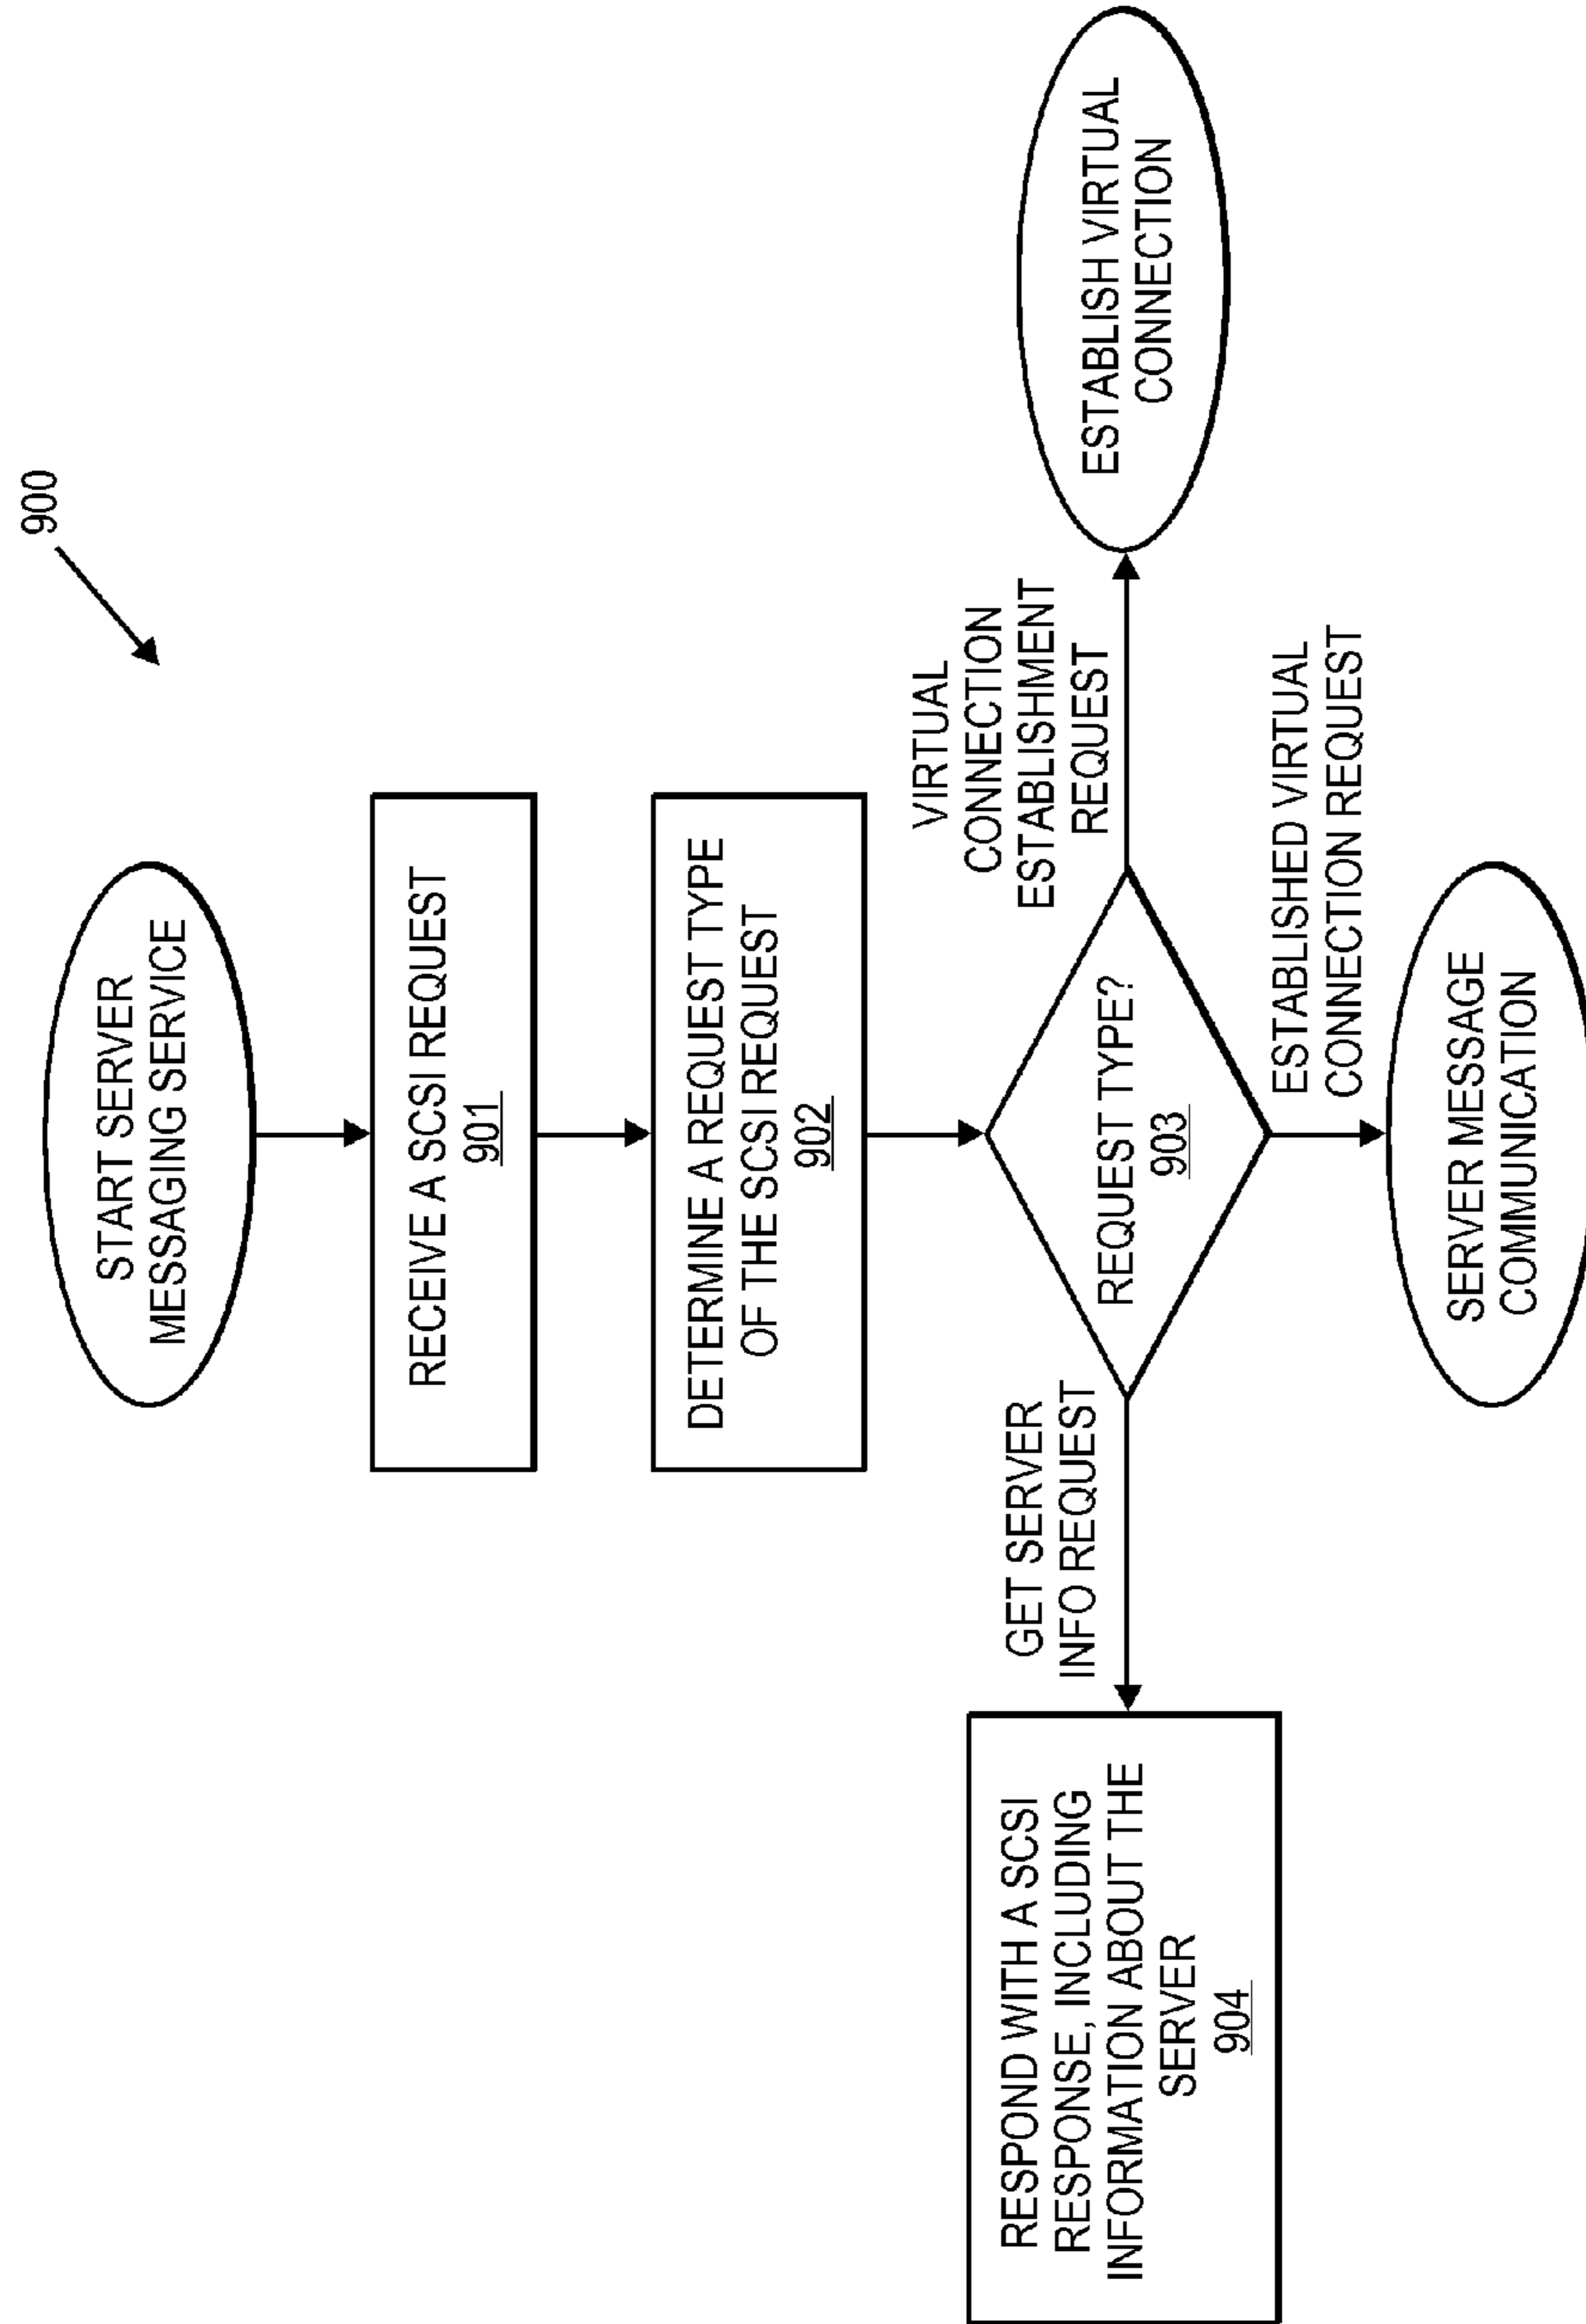 900
START SERVER
MESSAGING SERVICE
RECEIVE A SCSI REQUEST
901
DETERMINE A REQUEST TYPE
OF THE SCSI REQUEST
902
REQUEST TYPE?
903
GET SERVER
INFO REQUEST
VIRTUAL
CONNECTION
ESTABLISHMENT
REQUEST
RESPOND WITH A SCSI
RESPONSE, INCLUDING
INFORMATION ABOUT THE
SERVER
904
ESTABLISH VIRTUAL
CONNECTION
ESTABLISHED VIRTUAL
CONNECTION REQUEST
SERVER MESSAGE
COMMUNICATION